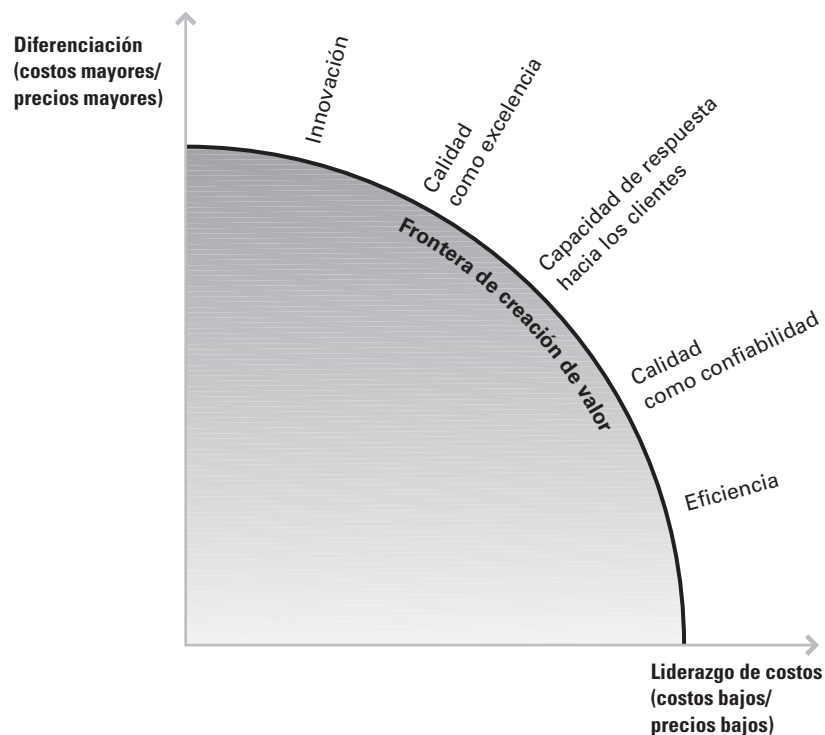 Diferenciación
(costos mayores/
precios mayores)
Innovación
Calidad
como excelencia
Capacidad de respuesta
hacia los clientes
Frontera de creación de valor
Calidad
como confiabilidad
Eficiencia
Liderazgo de costos
(costos bajos/
precios bajos)